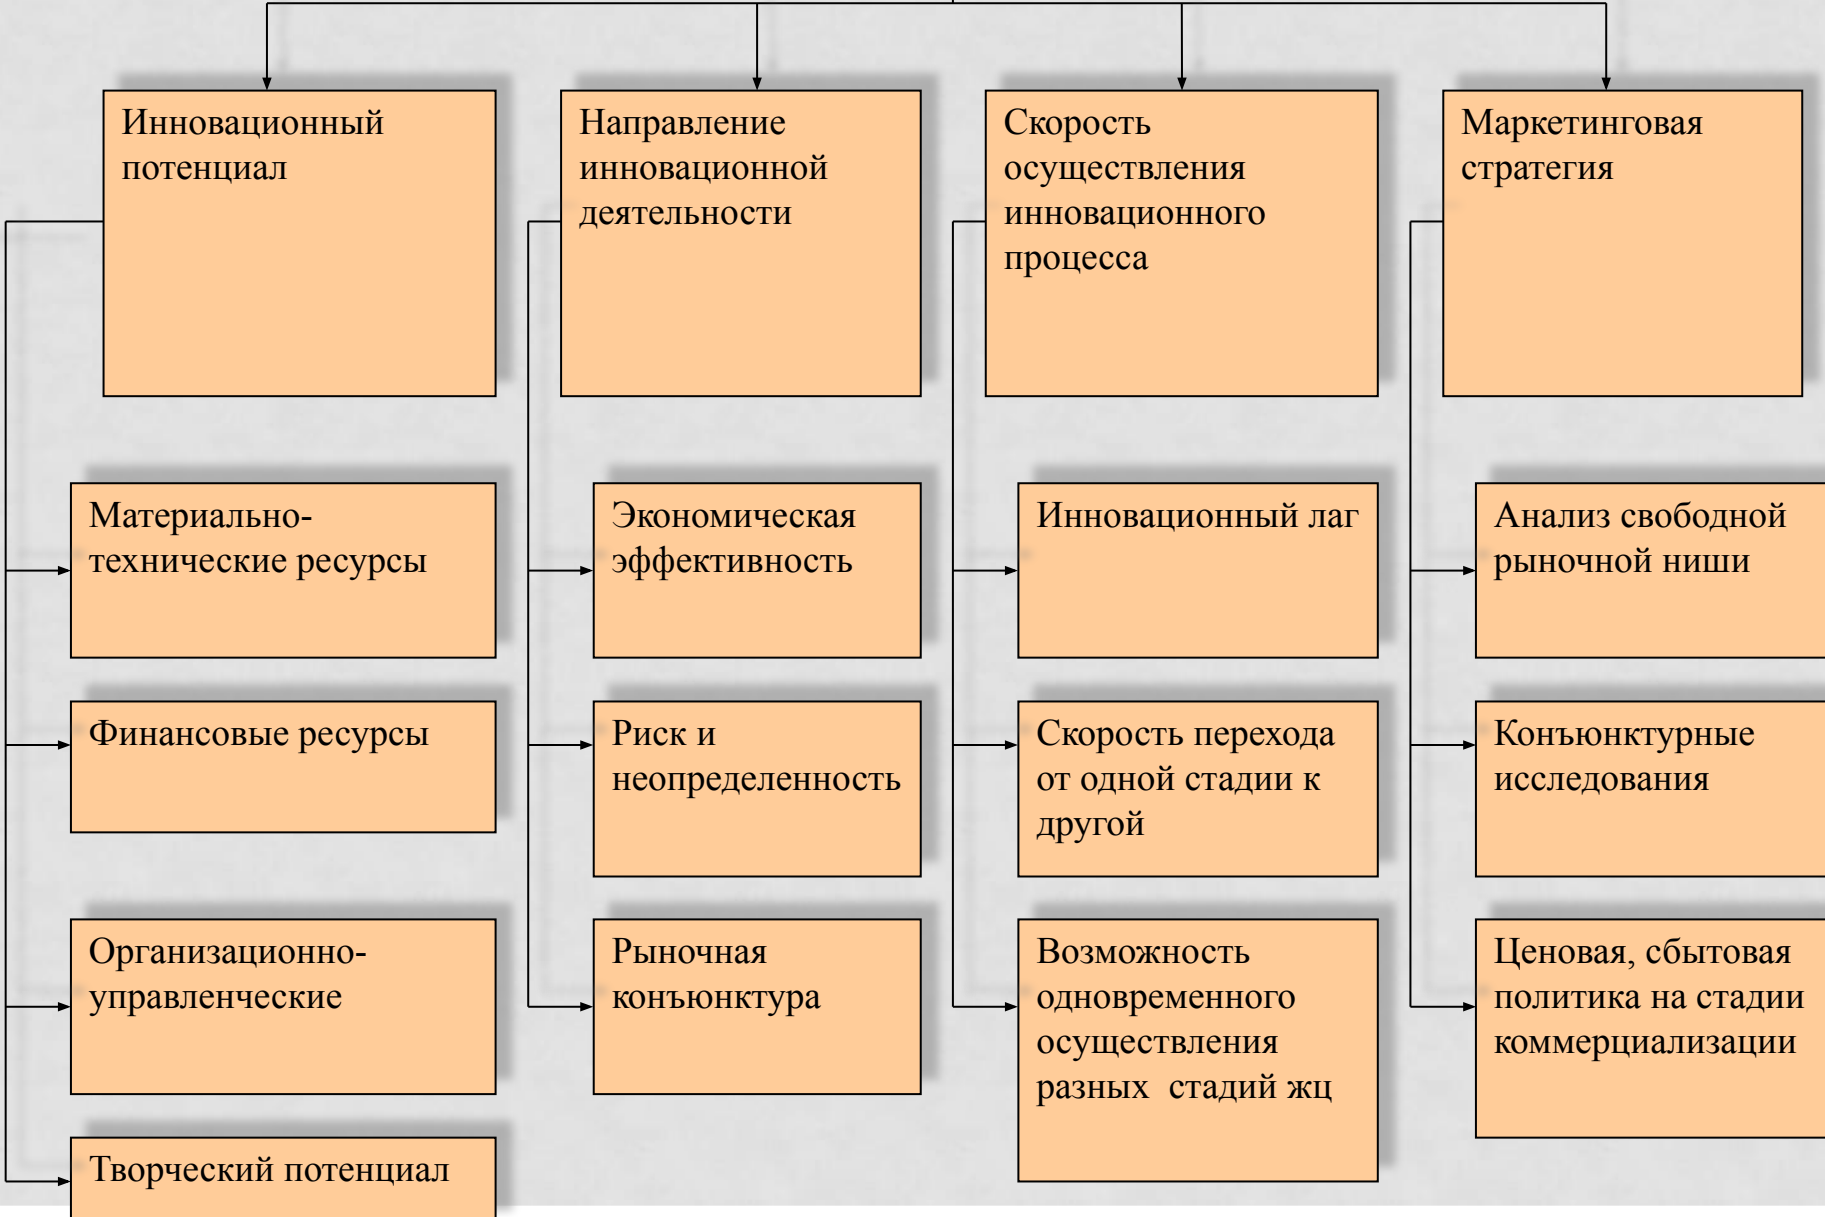 Инновационный
потенциал
Направление
инновационной
деятельности
Скорость
осуществления
инновационного
процесса
Маркетинговая
стратегия
Материально-
технические ресурсы
Экономическая
эффективность
Инновационный лаг
Анализ свободной
рыночной ниши
Финансовые ресурсы
Риск и
неопределенность
Скорость перехода
от одной стадии к
другой
Конъюнктурные
исследования
Организационно-
управленческие
Рыночная
конъюнктура
Возможность
одновременного
осуществления
разных  стадий жц
Ценовая, сбытовая
политика на стадии
коммерциализации
Творческий потенциал